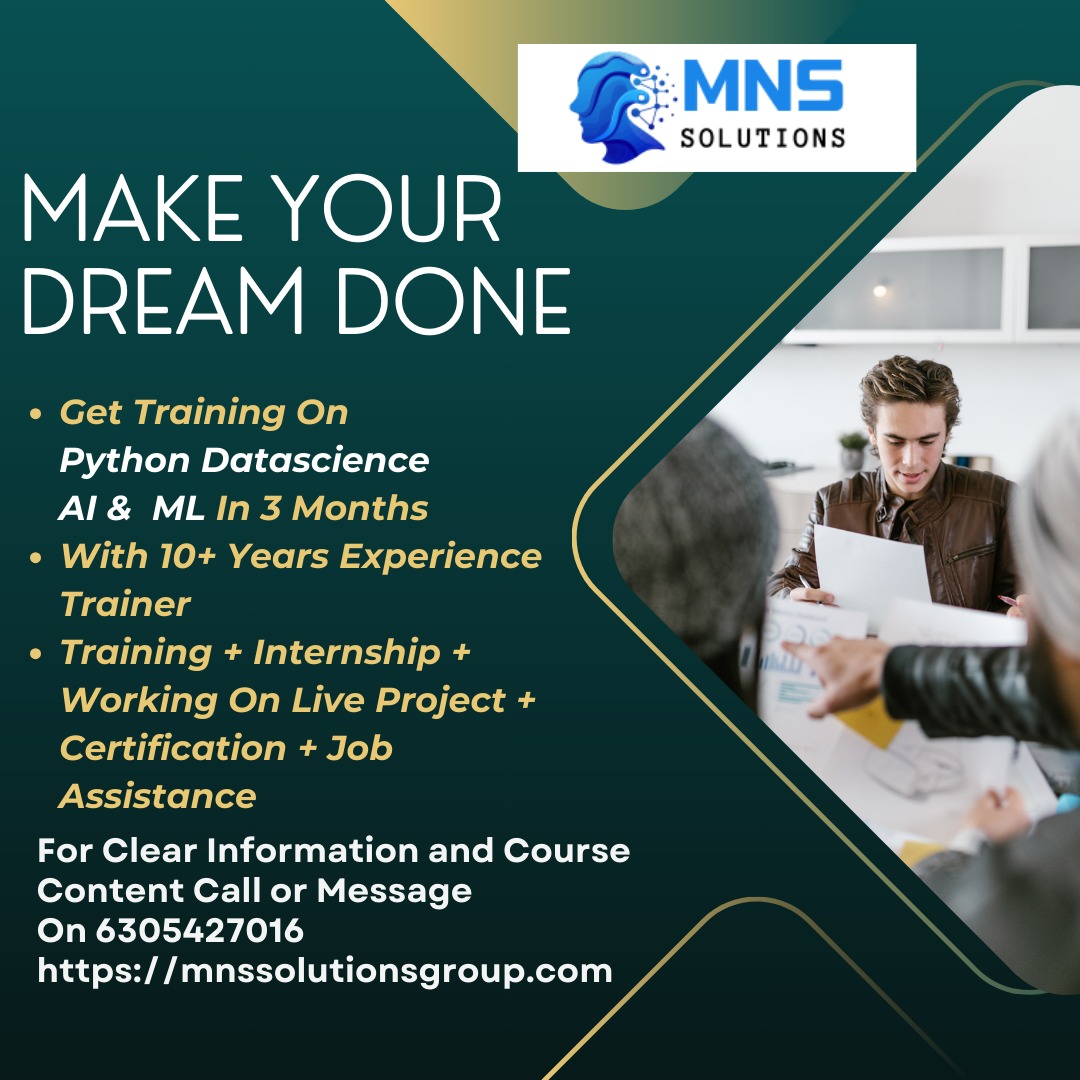 MNS
SOLUTIONS
MAKE YOUR
DREAM DONE
• Get Training On
Python Datascience
AI & ML In 3 Months
• With 10+ Years Experience
Trainer
• Training + Internship +
Working On Live Project +
Certification + Job
Assistance
For Clear Information and Course
Content Call or Message
On 6305427016
https://mnssolutionsgroup.com